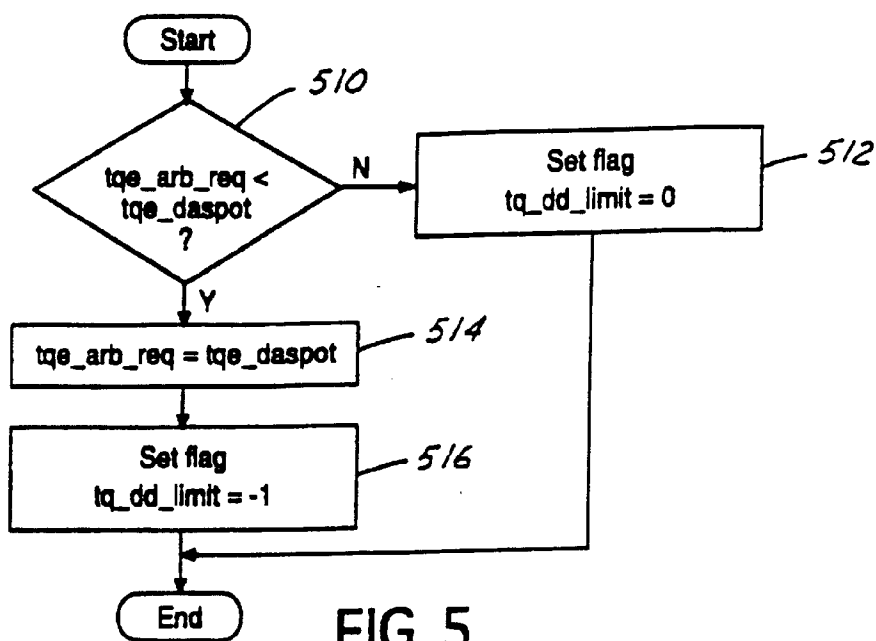 Start
510
tqe_arb_req <
tqe_daspot
?
N
Set flag
tq_dd_limit = 0
512
Y
tqe_arb_req = tqe_daspot
514
Set flag
tq_dd_limit = -1
516
End
FIG. 5